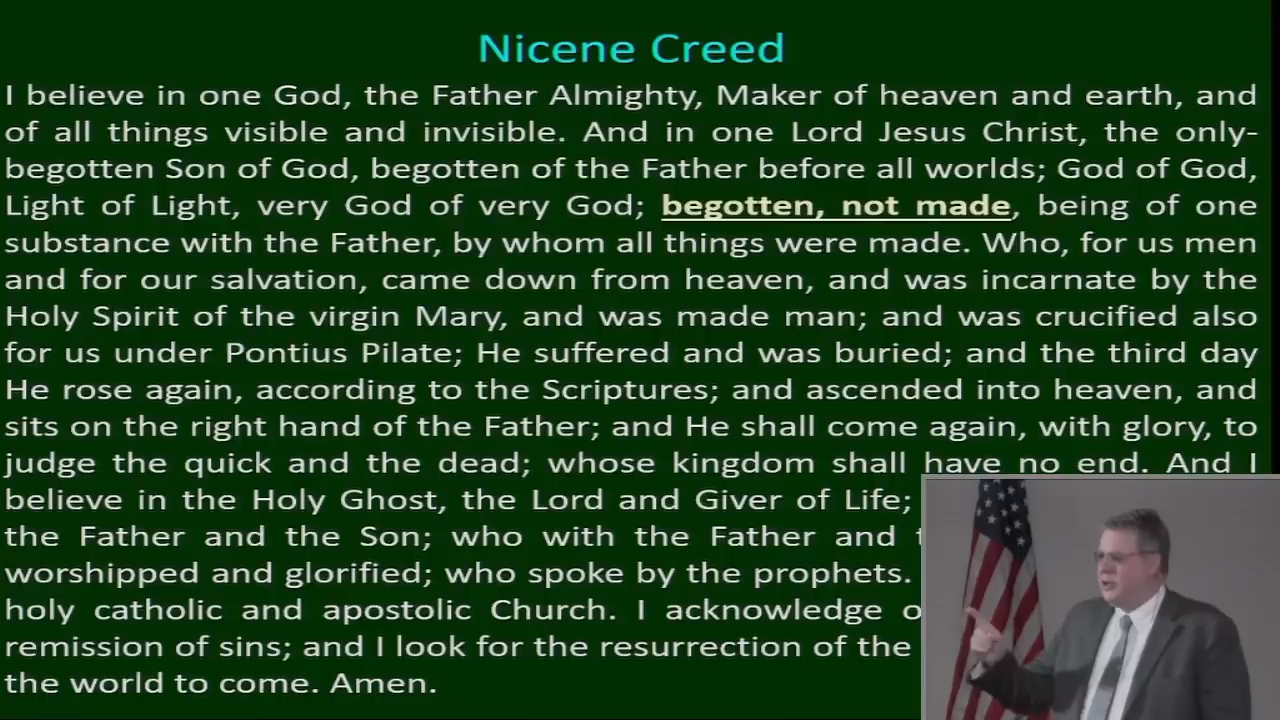 Nicene Creed
I believe in one God, the Father Almighty, Maker of heaven and earth, and
of all things visible and invisible. And in one Lord Jesus Christ, the only-
begotten Son of God, begotten of the Father before all worlds; God of God,
Light of Light, very God of very God; begotten, not made, being of one
substance with the Father, by whom all things were made. Who, for us men
and for our salvation, came down from heaven, and was incarnate by the
Holy Spirit of the virgin Mary, and was made man; and was crucified also
for us under Pontius Pilate; He suffered and was buried; and the third day
He rose again, according to the Scriptures; and ascended into heaven, and
sits on the right hand of the Father; and He shall come again, with glory, to
judge the quick and the dead; whose kingdom shall have no end. And I
believe in the Holy Ghost, the Lord and Giver of Life;
the Father and the Son; who with the Father and
worshipped and glorified; who spoke by the prophets.
holy catholic and apostolic Church. I acknowledge
remission of sins; and I look for the resurrection of the
the world to come. Amen.